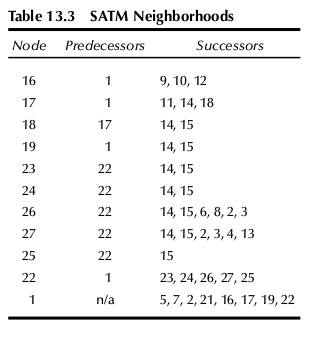 Table 13.3 SATM Neighborhoods
Node Predecessors Successors
16 1 9, 10, 12
17 1 11, 14, 18
18 17 14, 15
19 1 14, 15
23 22 14, 15
24 22 14, 15
26 22 14, 15, 6, 8, 2, 3
27 22 14, 15, 2, 3, 4, 13
25 22 15
22 1 23, 24, 26, 27, 25
1 n/a 5, 7, 2, 21, 16, 17, 19, 22